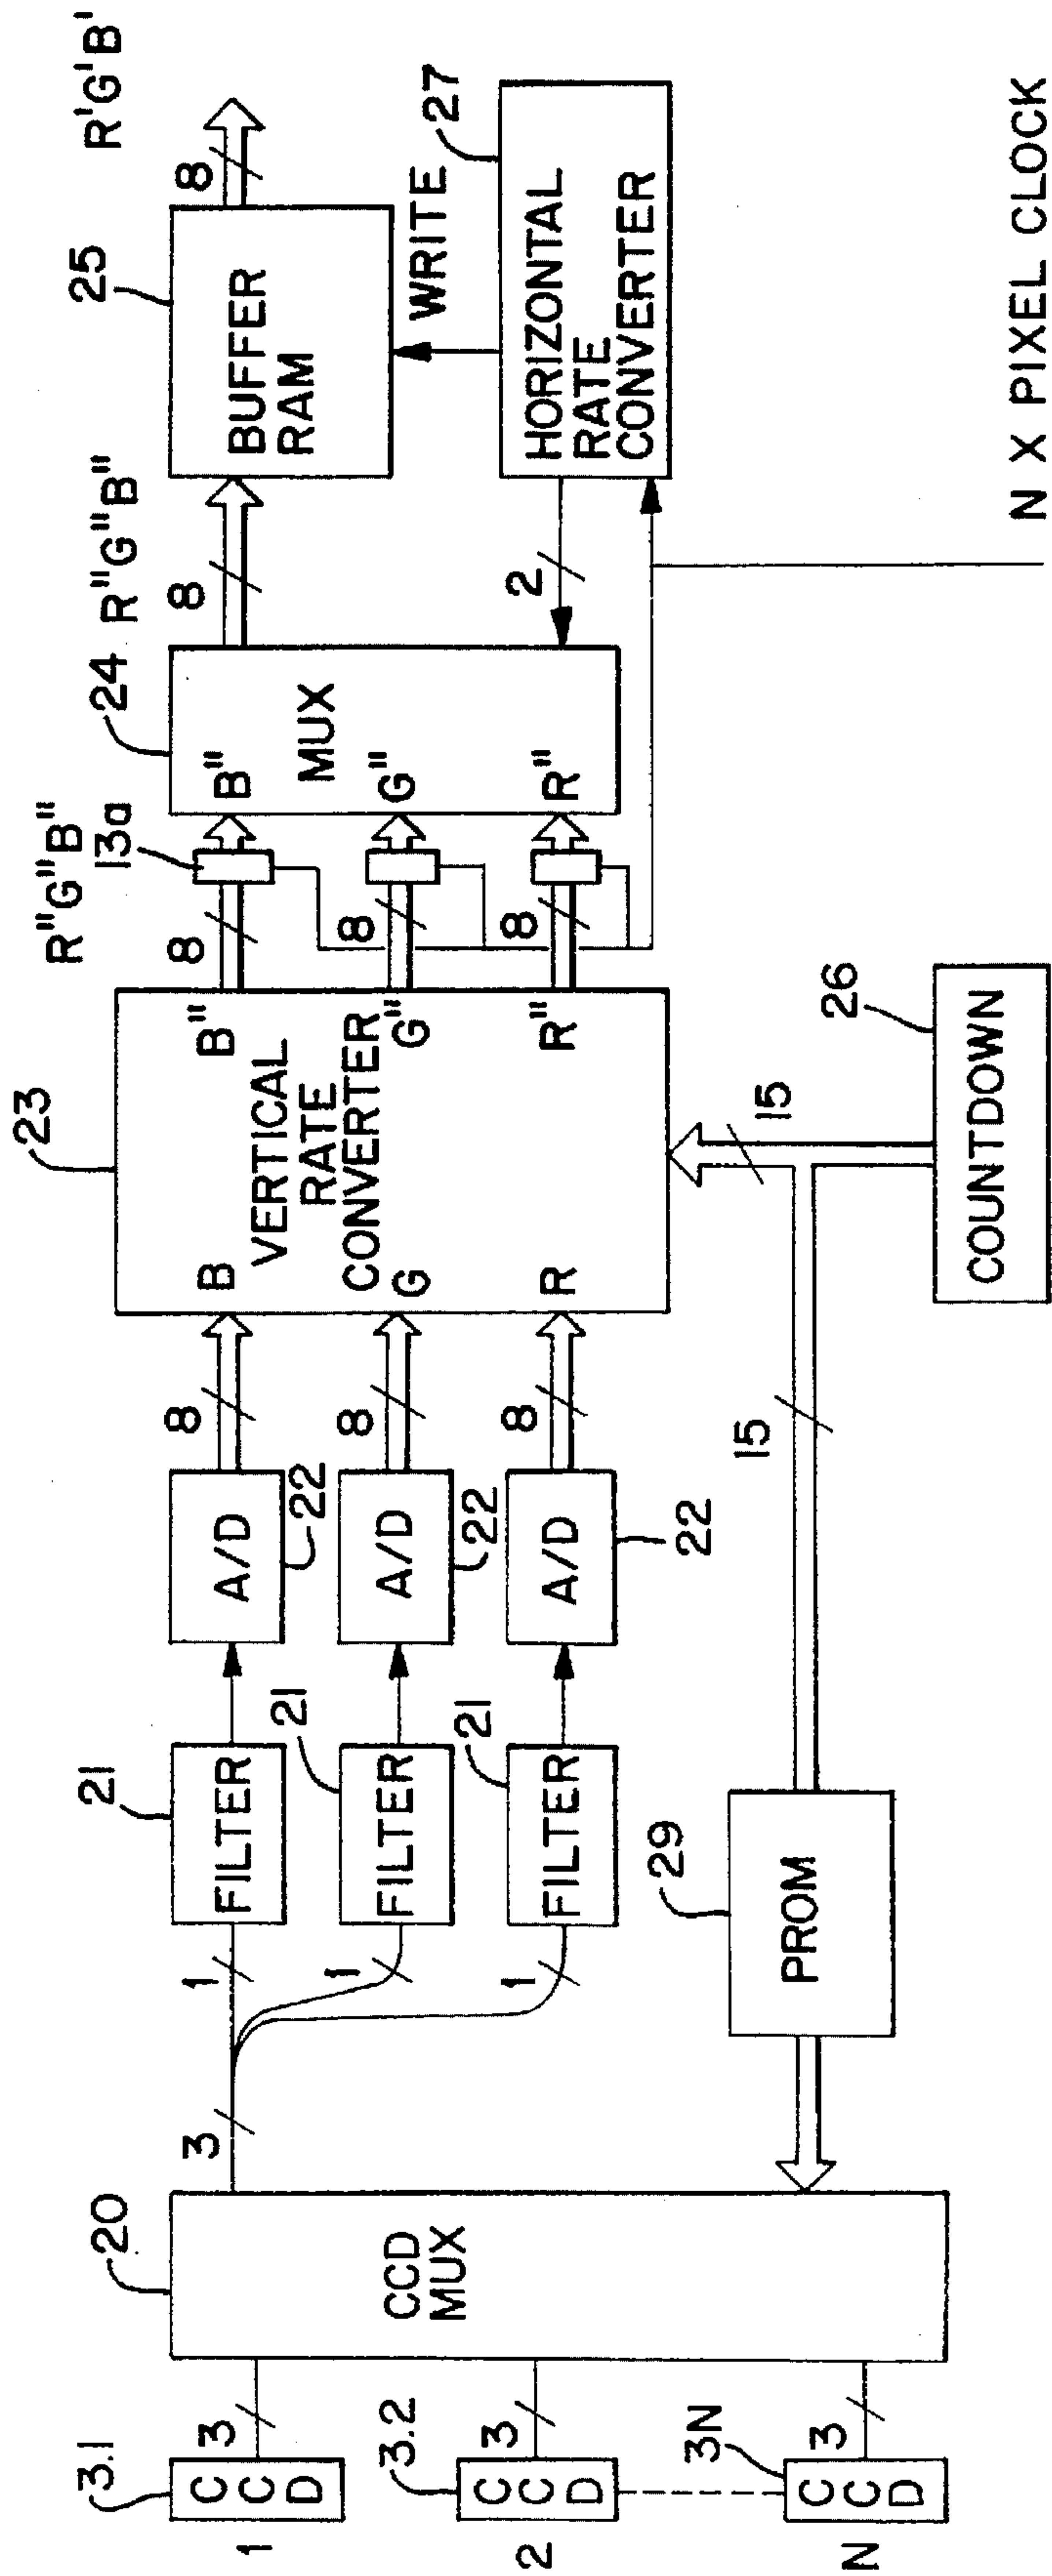 3.1
CCD
1
3
3.2
CCD
2
3
3N
CCD
N
3
20
CCD
MUX
3
1
1
1
21
FILTER
21
FILTER
21
FILTER
A/D
22
A/D
22
A/D
22
8
8
8
23
VERTICAL
RATE
CONVERTER
B
G
R
B"
G"
R"
29
PROM
15
15
26
COUNTDOWN
R"G"B"
13a
8
8
8
24
MUX
B"
G"
R"
R"G"B"
8
2
25
BUFFER
RAM
WRITE
27
HORIZONTAL
RATE
CONVERTER
8
R'G'B'
N X PIXEL CLOCK